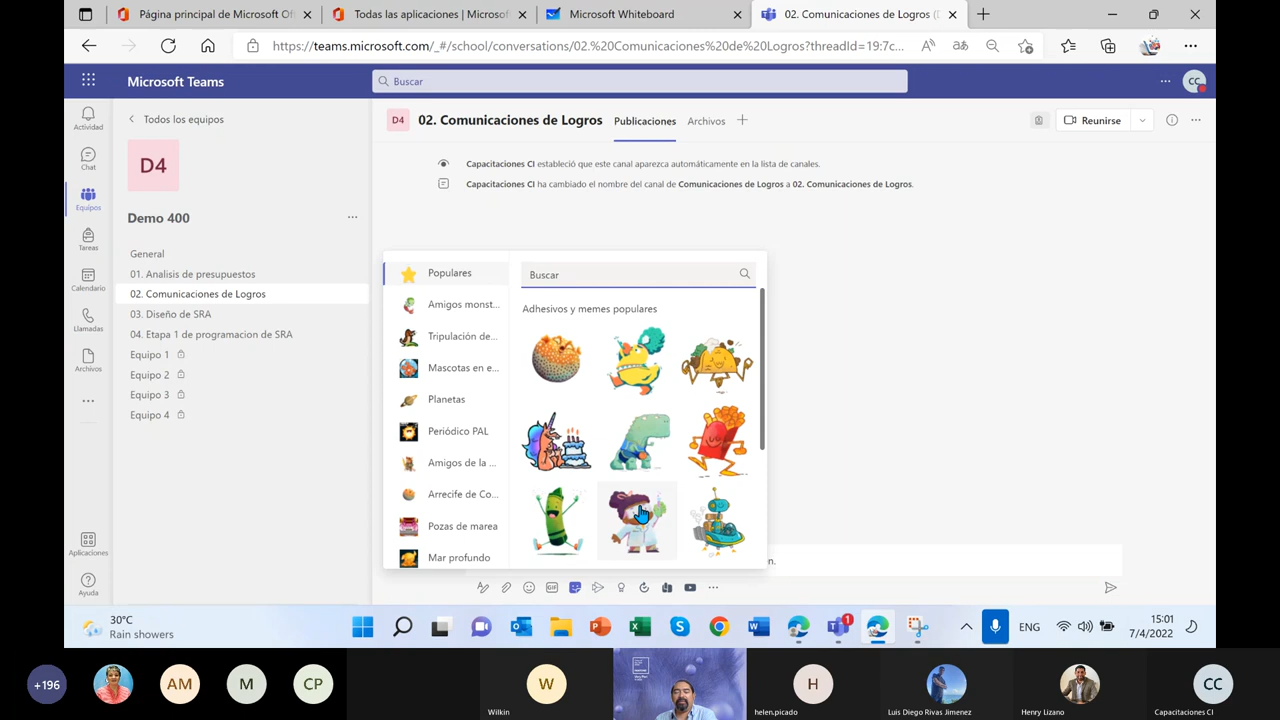 Página principal de Microsoft Of
Todas las aplicaciones | Microsof
Microsoft Whiteboard
02. Comunicaciones de Logros (D
https://teams.microsoft.com/_#/school/conversations/02.%20Comunicaciones%20de%20Logros?threadId=19:7c...
Microsoft Teams
Buscar
CC
Actividad
Chat
Equipos
Tareas
Calendario
Llamadas
Archivos
Aplicaciones
Ayuda
Todos los equipos
D4
Demo 400
General
01. Analisis de presupuestos
02. Comunicaciones de Logros
03. Diseño de SRA
04. Etapa 1 de programacion de SRA
Equipo 1
Equipo 2
Equipo 3
Equipo 4
D4
02. Comunicaciones de Logros
Publicaciones
Archivos
Reunirse
Capacitaciones CI estableció que este canal aparezca automáticamente en la lista de canales.
Capacitaciones CI ha cambiado el nombre del canal de Comunicaciones de Logros a 02. Comunicaciones de Logros.
Populares
Amigos monst...
Tripulación de...
Mascotas en e...
Planetas
Periódico PAL
Amigos de la ...
Arrecife de Co...
Pozas de marea
Mar profundo
Buscar
Adhesivos y memes populares
n.
GIF
30°C
Rain showers
1
ENG
15:01
7/4/2022
+196
AM
M
CP
W
Wilkin
H
helen.picado
Luis Diego Rivas Jimenez
Henry Lizano
CC
Capacitaciones CI